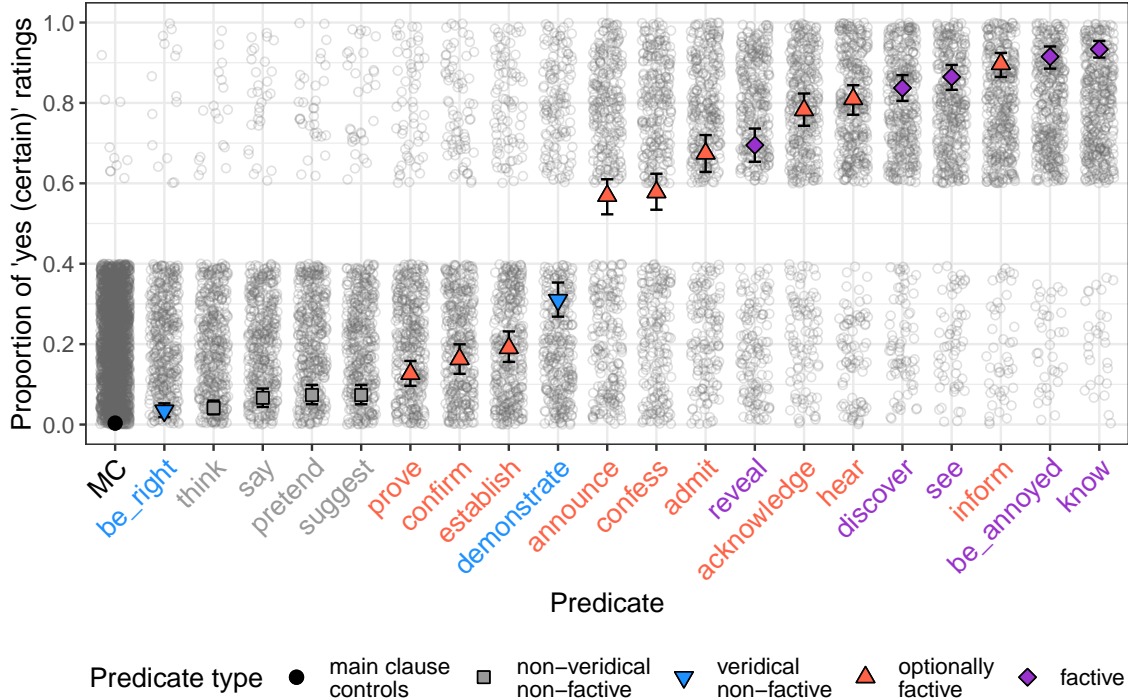 Proportion of 'yes (certain)' ratings
1.0
0.8
0.6
0.4
0.2
0.0
MC
be_right
think
say
pretend
suggest
prove
confirm
establish
demonstrate
announce
confess
admit
reveal
acknowledge
hear
discover
see
inform
be_annoyed
know
Predicate
Predicate type
main clause
controls
non−veridical
non−factive
veridical
non−factive
optionally
factive
factive